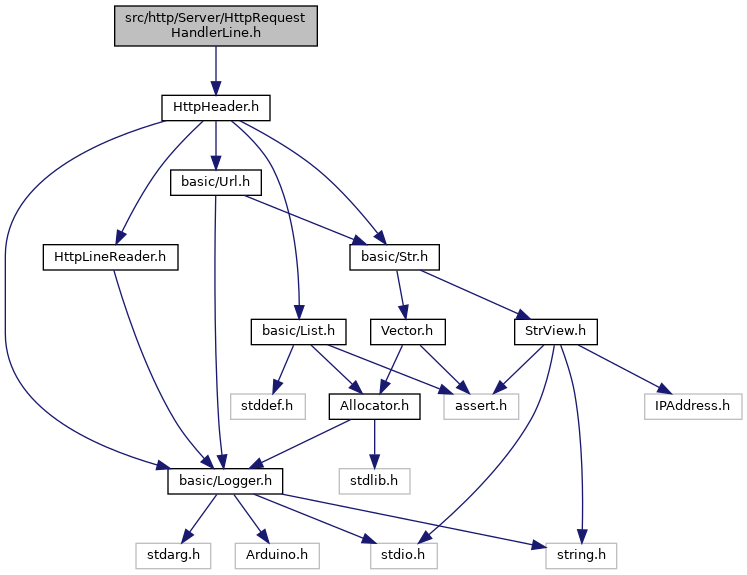 src/http/Server/HttpRequest
HandlerLine.h
HttpHeader.h
basic/Url.h
HttpLineReader.h
basic/Str.h
basic/List.h
Vector.h
StrView.h
stddef.h
Allocator.h
assert.h
IPAddress.h
basic/Logger.h
stdlib.h
stdarg.h
Arduino.h
stdio.h
string.h